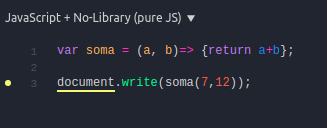 JavaScript + No-Library (pure JS) ▼
1 var soma = (a, b)=> {return a+b};
2
3 document.write(soma(7,12));